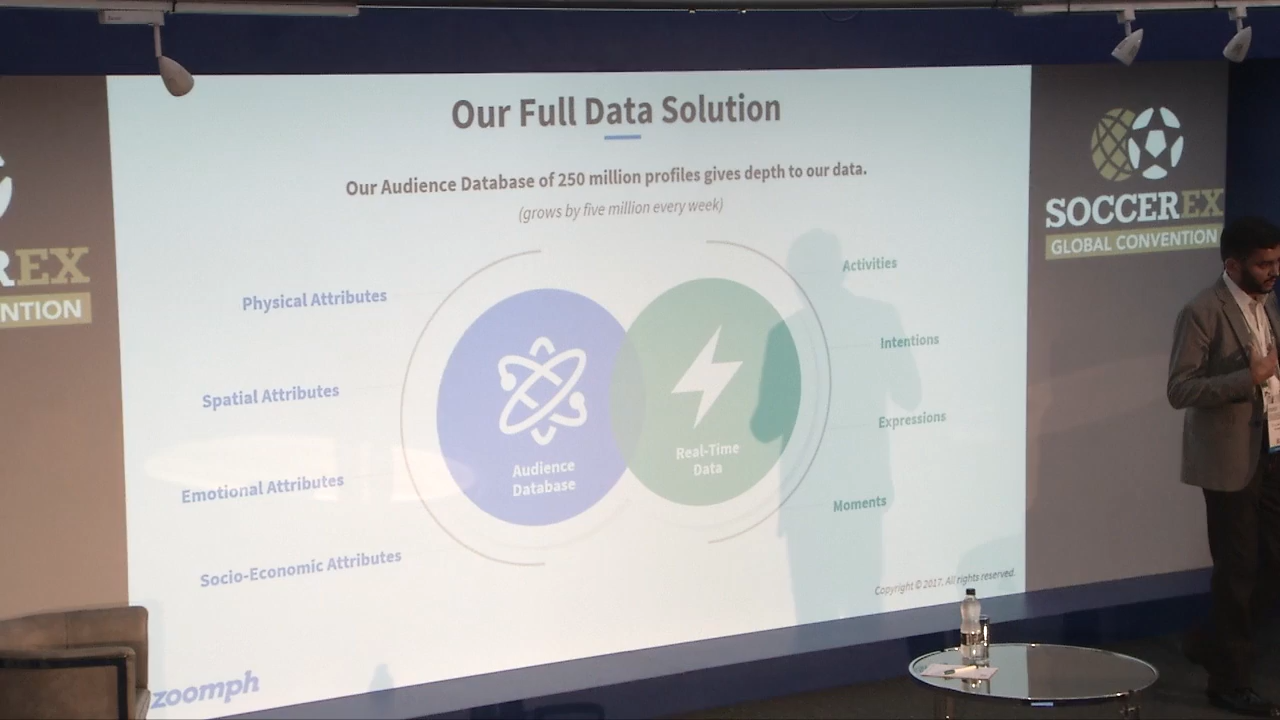 Our Full Data Solution
Our Audience Database of 250 million profiles gives depth to our data.
(grows by five million every week)
Physical Attributes
Spatial Attributes
Emotional Attributes
Socio-Economic Attributes
Audience
Database
Real-Time
Data
Activities
Intentions
Expressions
Moments
Copyright © 2017. All rights reserved.
zoomph
SOCCEREX
GLOBAL CONVENTION
REX
NTION